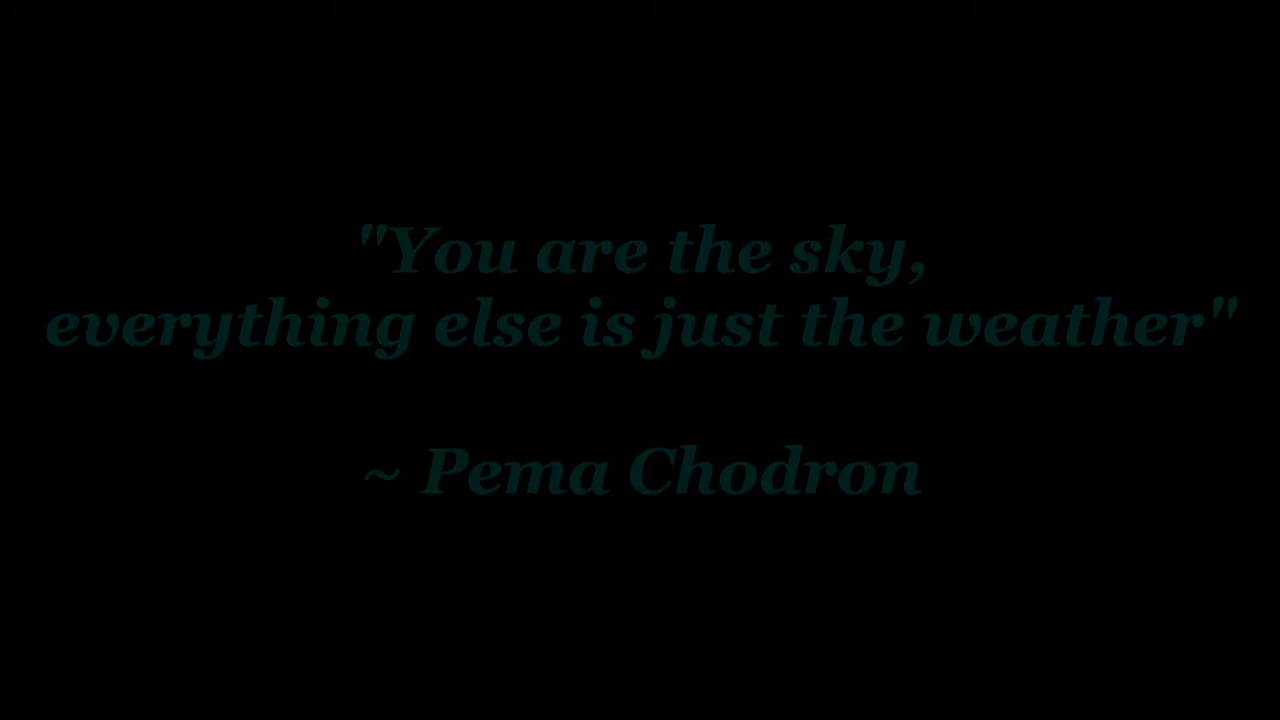 "You are the sky,
everything else is just the weather"
~ Pema Chodron